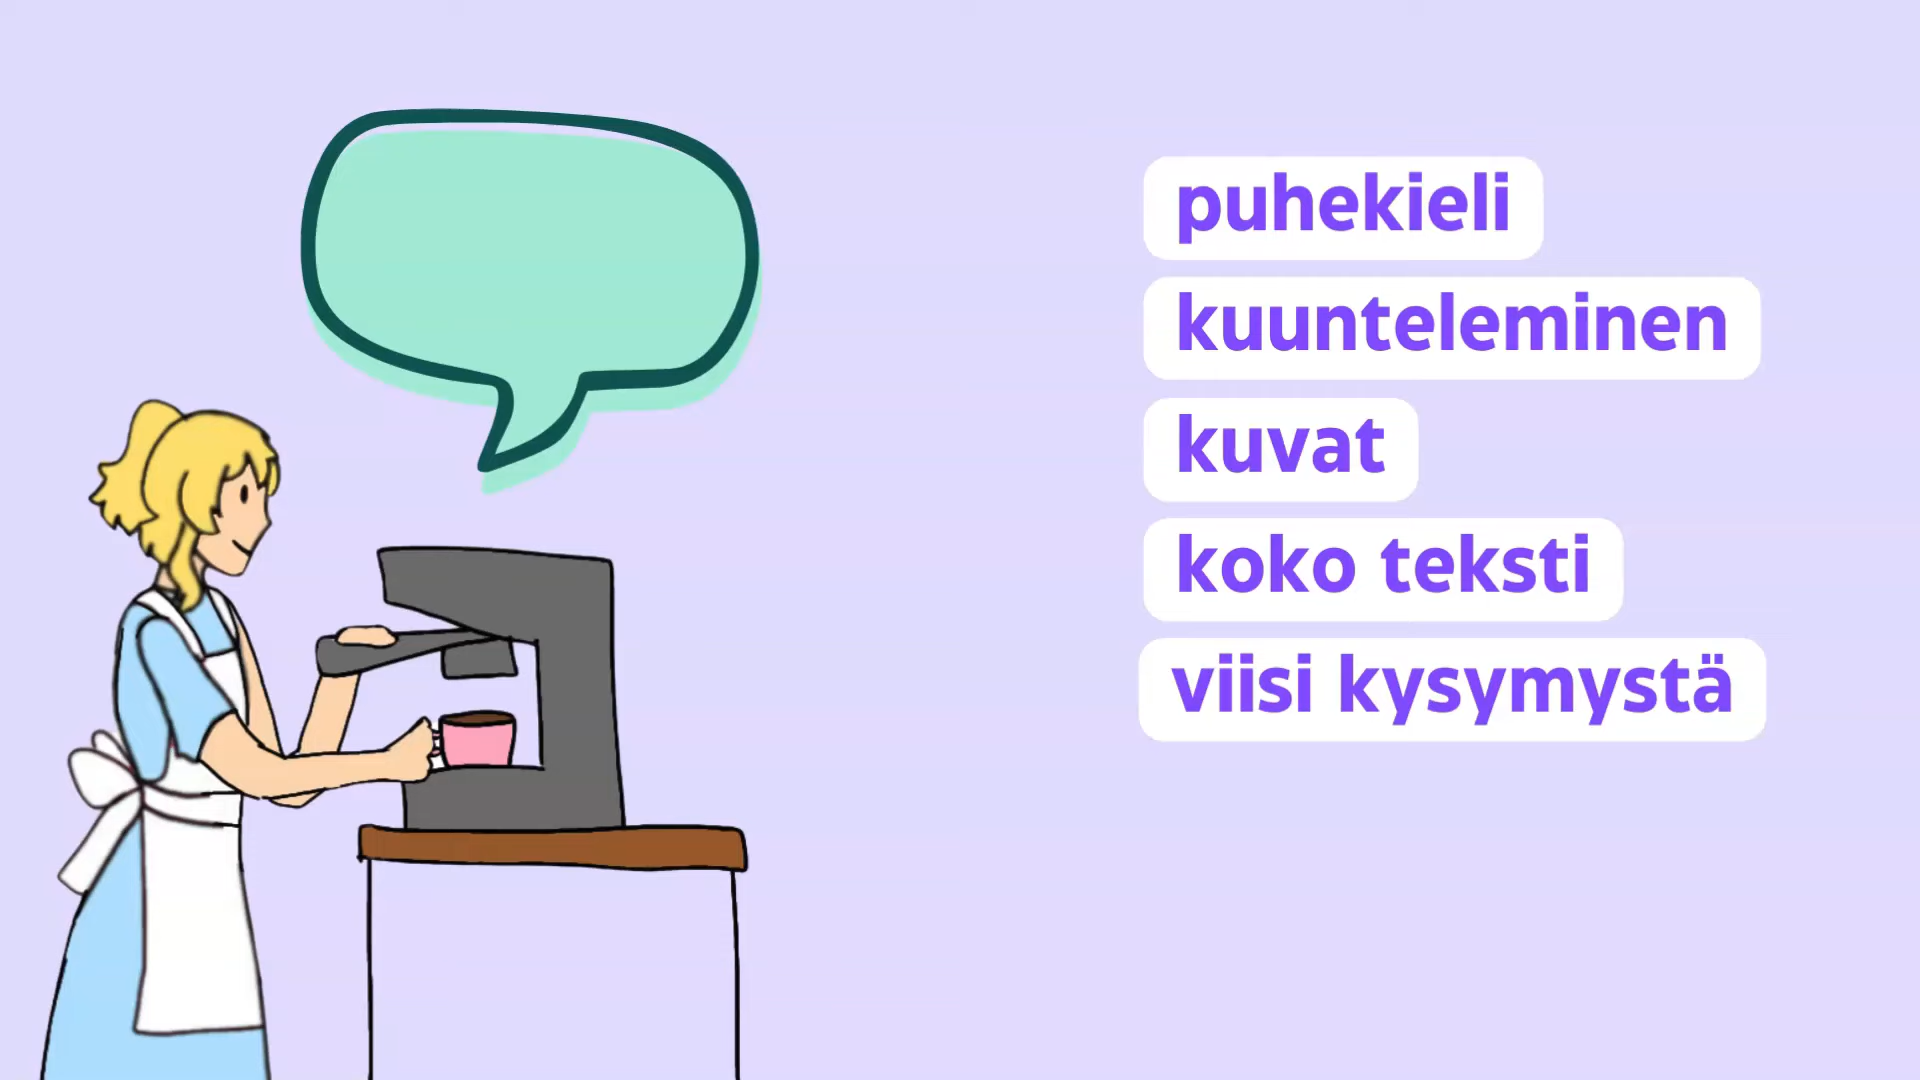 puhekieli
kuunteleminen
kuvat
koko teksti
viisi kysymystä